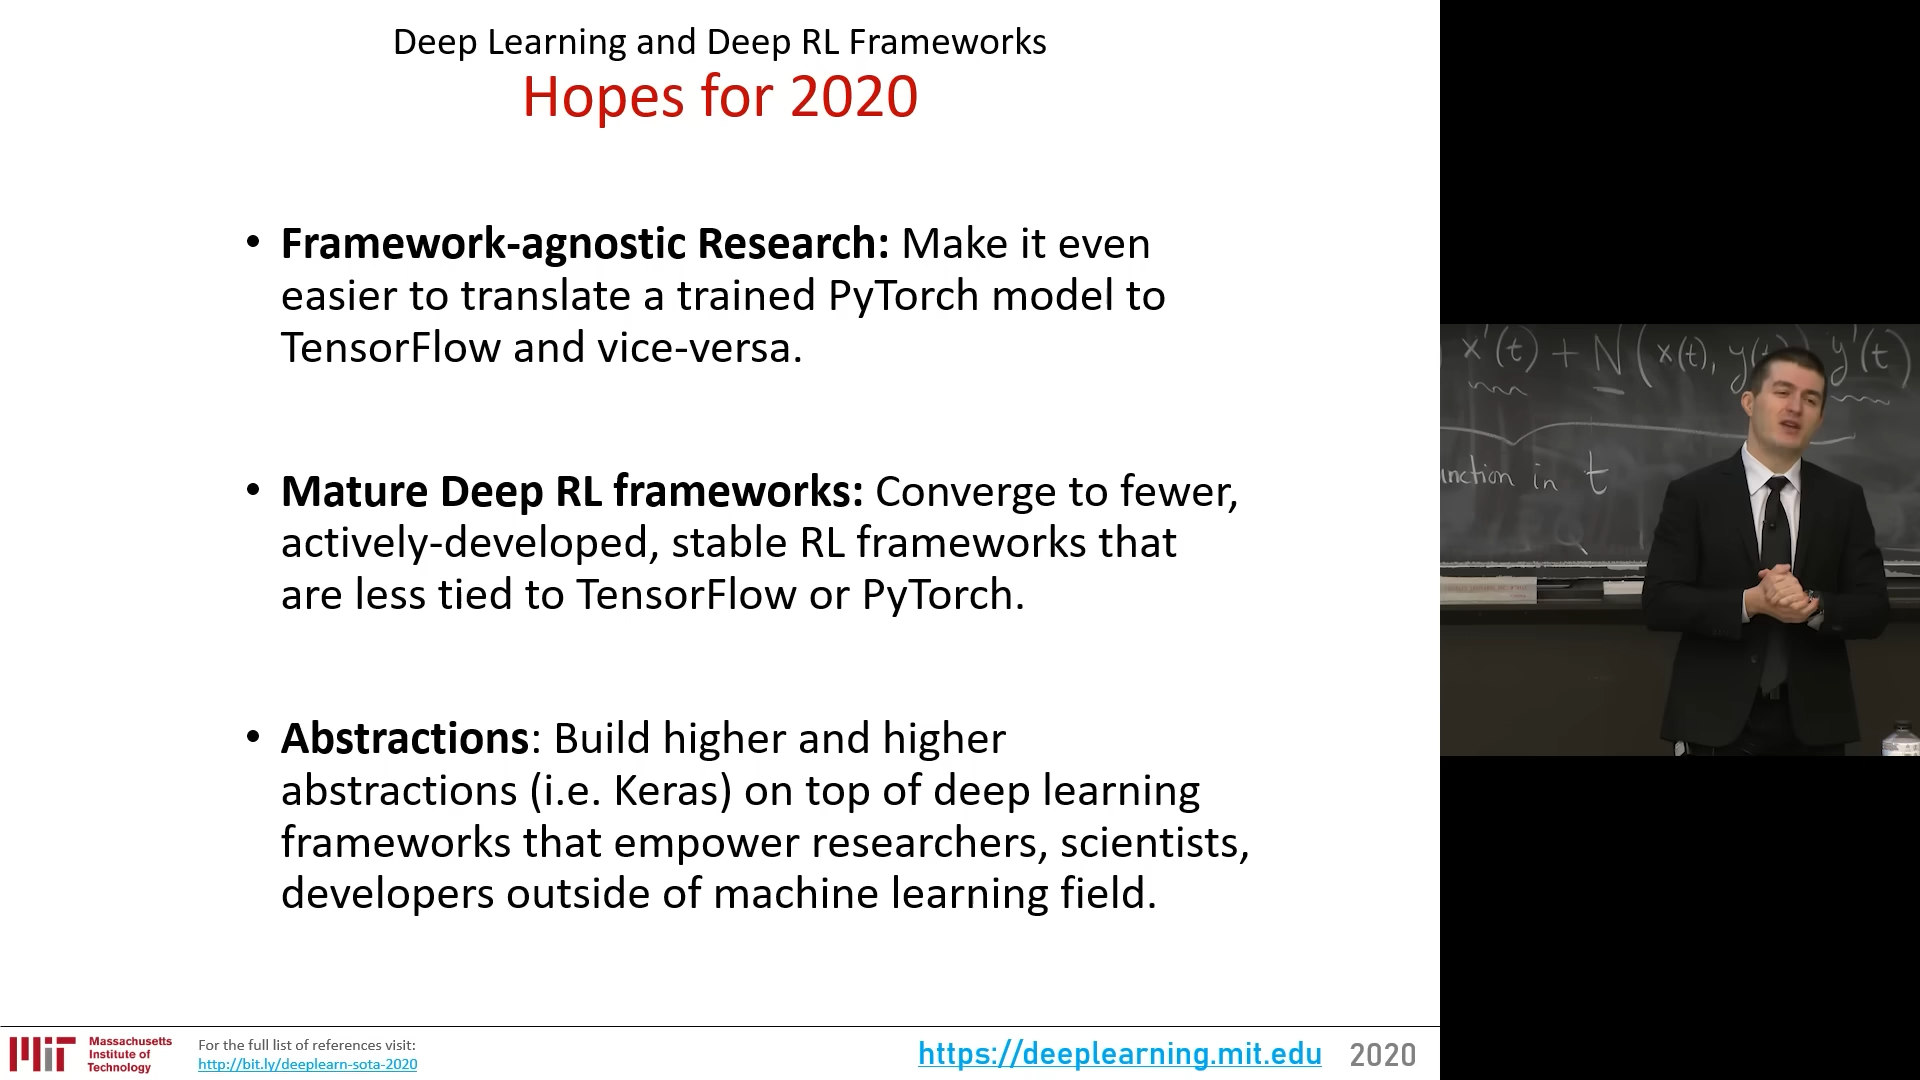 Deep Learning and Deep RL Frameworks
Hopes for 2020
• Framework-agnostic Research: Make it even
easier to translate a trained PyTorch model to
TensorFlow and vice-versa.
• Mature Deep RL frameworks: Converge to fewer,
actively-developed, stable RL frameworks that
are less tied to TensorFlow or PyTorch.
• Abstractions: Build higher and higher
abstractions (i.e. Keras) on top of deep learning
frameworks that empower researchers, scientists,
developers outside of machine learning field.
MIT
Massachusetts
Institute of
Technology
For the full list of references visit:
http://bit.ly/deeplearn-sota-2020
https://deeplearning.mit.edu 2020
x'(t) + N(x(t), y(t)) y'(t)
in t